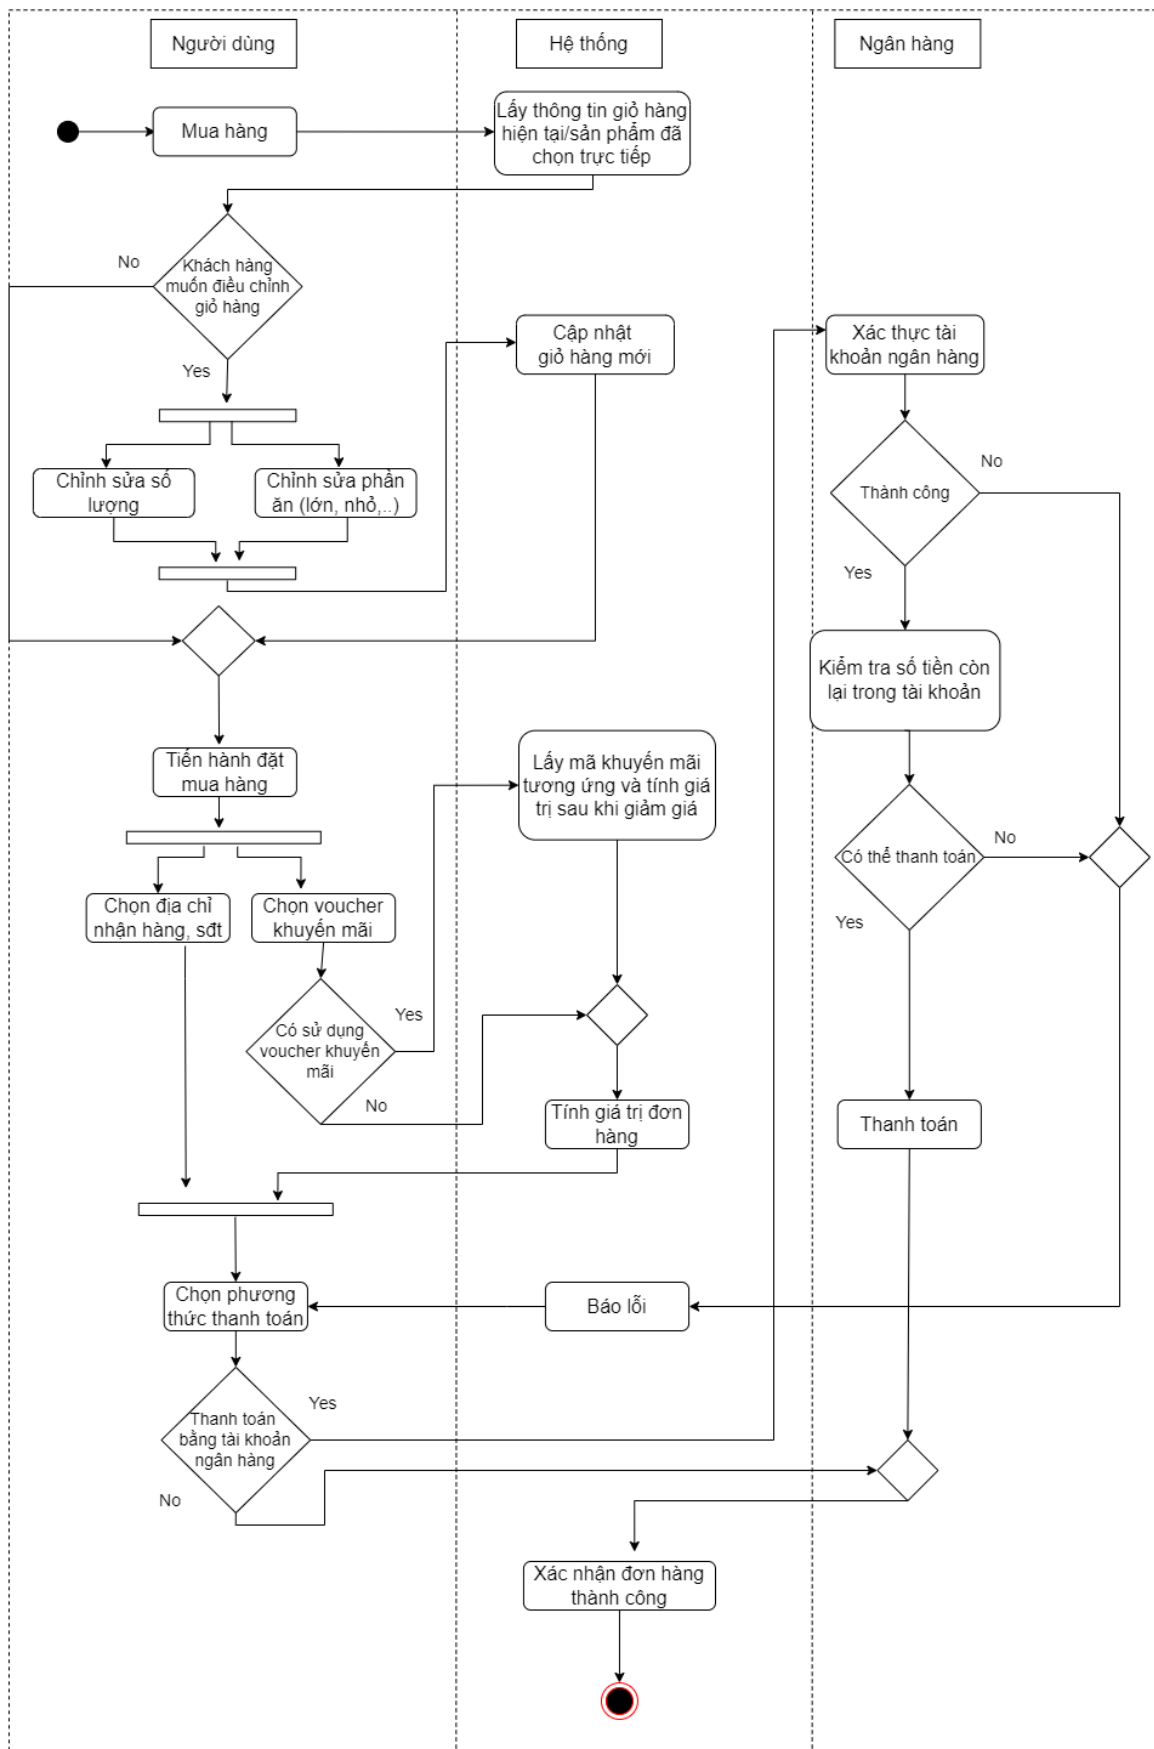 Người dùng
Hệ thống
Ngân hàng
Mua hàng
Lấy thông tin giỏ hàng
hiện tại/sản phẩm đã
chọn trực tiếp
No
Khách hàng
muốn điều chỉnh
giỏ hàng
Yes
Cập nhật
giỏ hàng mới
Xác thực tài
khoản ngân hàng
Chỉnh sửa số
lượng
Chỉnh sửa phần
ăn (lớn, nhỏ,..)
Thành công
No
Yes
Kiểm tra số tiền còn
lại trong tài khoản
Tiến hành đặt
mua hàng
Lấy mã khuyến mãi
tương ứng và tính giá
trị sau khi giảm giá
Có thể thanh toán
No
Yes
Chọn địa chỉ
nhận hàng, sđt
Chọn voucher
khuyến mãi
Có sử dụng
voucher khuyến
mãi
Yes
No
Tính giá trị đơn
hàng
Thanh toán
Chọn phương
thức thanh toán
Báo lỗi
Thanh toán
bằng tài khoản
ngân hàng
Yes
No
Xác nhận đơn hàng
thành công